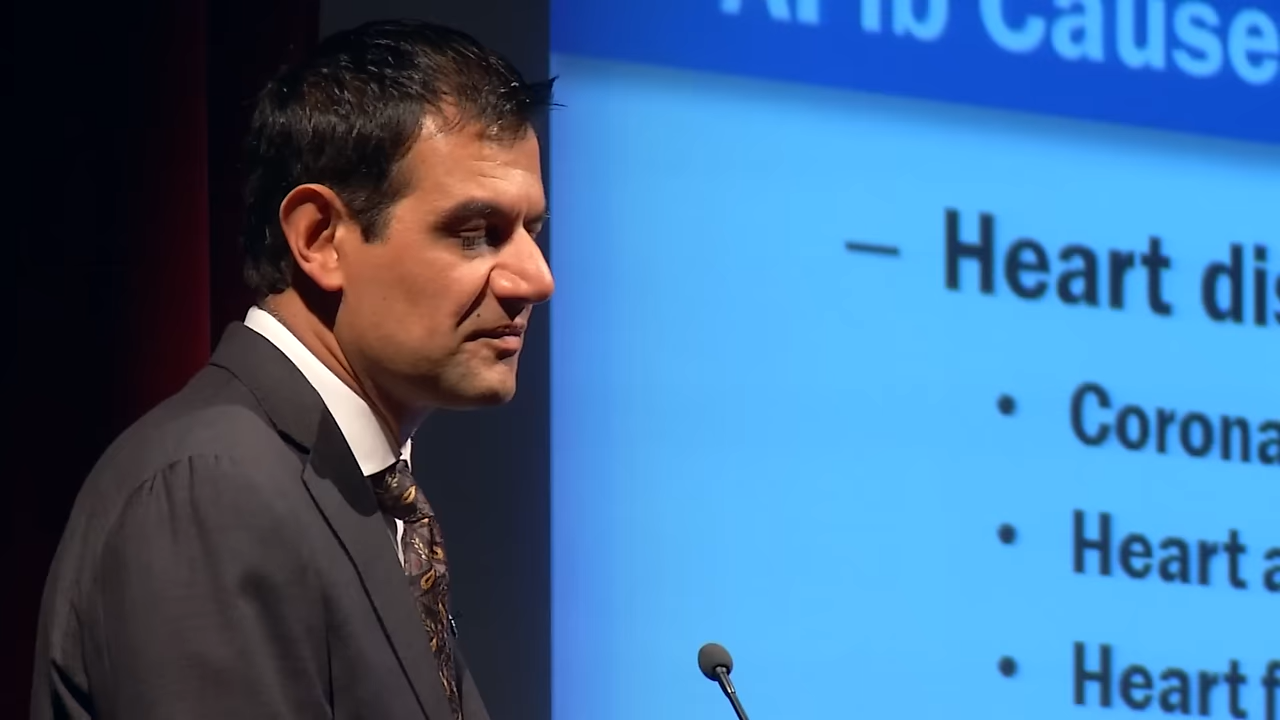 AFib Cause
– Heart dis
• Corona
• Heart a
• Heart f